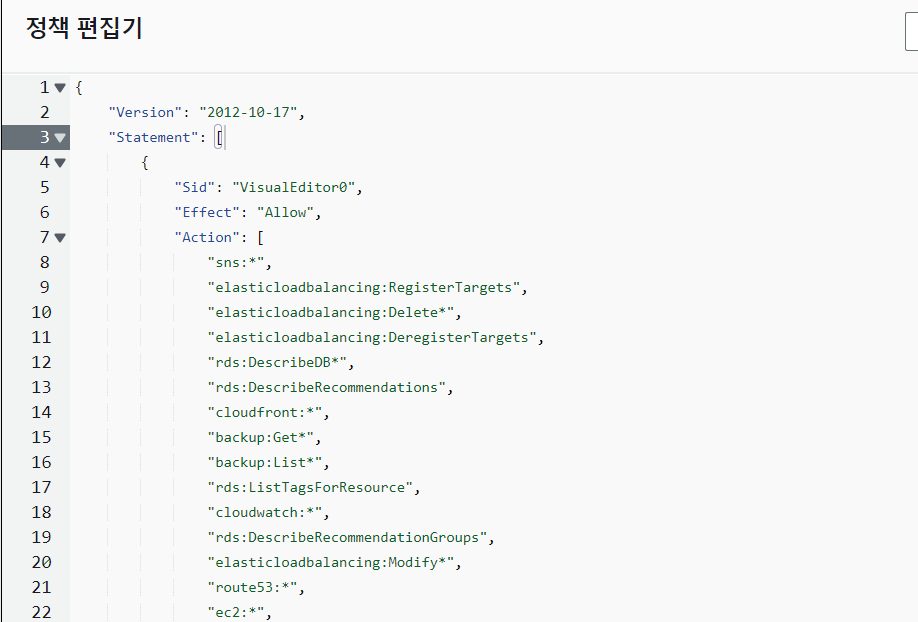 정책 편집기
1 {
2 "Version": "2012-10-17",
3 "Statement": [
4 {
5 "Sid": "VisualEditor0",
6 "Effect": "Allow",
7 "Action": [
8 "sns:*",
9 "elasticloadbalancing:RegisterTargets",
10 "elasticloadbalancing:Delete*",
11 "elasticloadbalancing:DeregisterTargets",
12 "rds:DescribeDB*",
13 "rds:DescribeRecommendations",
14 "cloudfront:*",
15 "backup:Get*",
16 "backup:List*",
17 "rds:ListTagsForResource",
18 "cloudwatch:*",
19 "rds:DescribeRecommendationGroups",
20 "elasticloadbalancing:Modify*",
21 "route53:*",
22 "ec2:*",